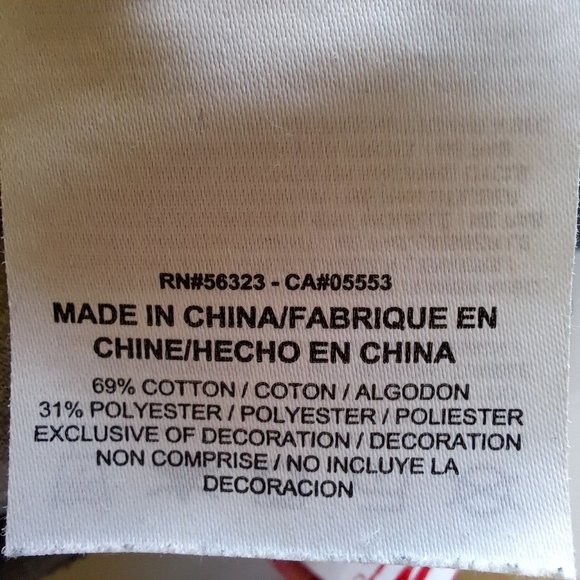 RN#56323 - CA#05553
MADE IN CHINA/FABRIQUE EN
CHINE/HECHO EN CHINA
69% COTTON / COTON / ALGODON
31% POLYESTER / POLYESTER / POLIESTER
EXCLUSIVE OF DECORATION / DECORATION
NON COMPRISE / NO INCLUYE LA
DECORACION